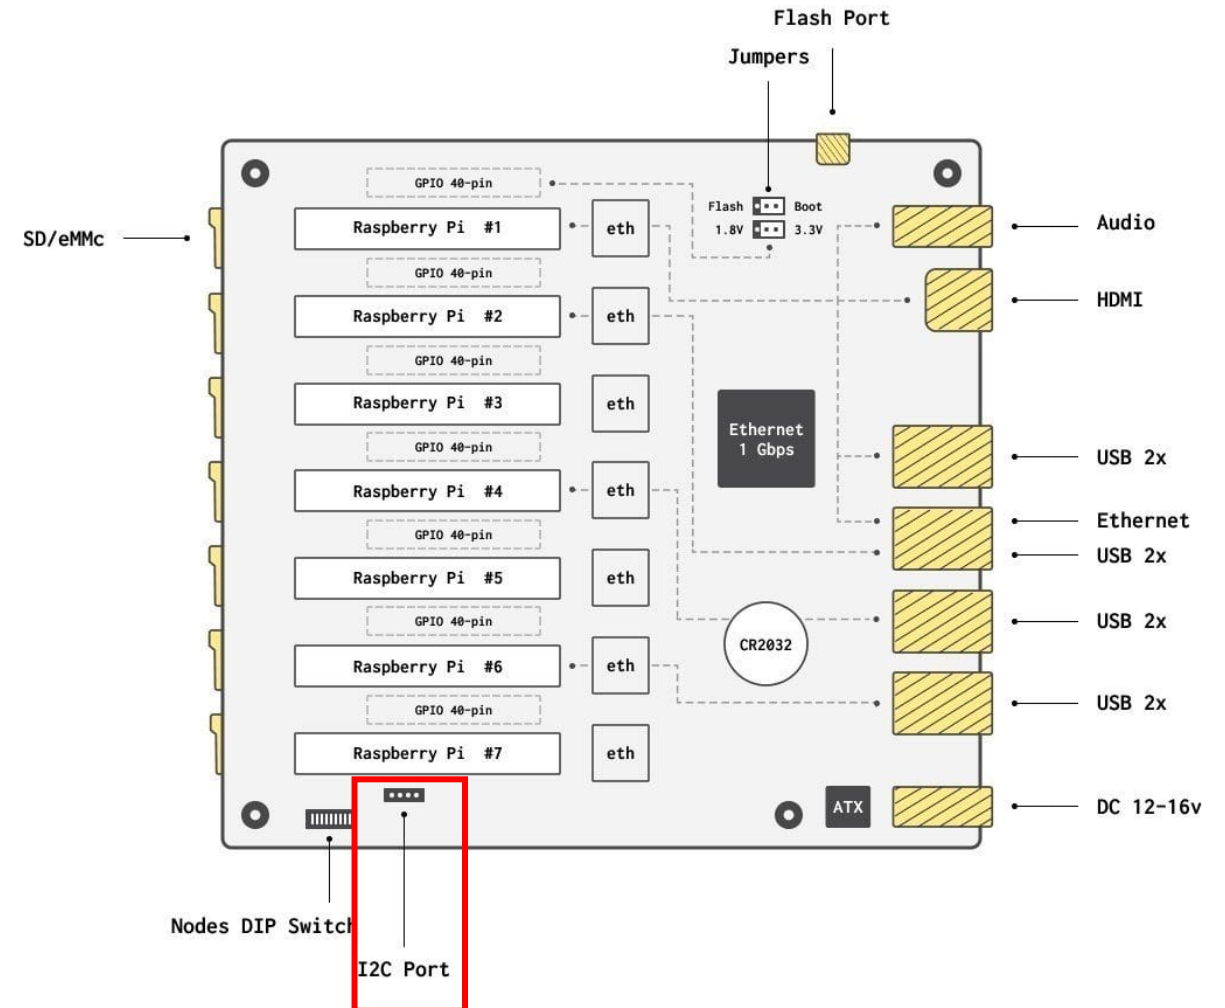 Flash Port
Jumpers
GPIO 40-pin
Flash Boot
1.8V 3.3V
Raspberry Pi #1
eth
Audio
SD/eMMc
GPIO 40-pin
HDMI
Raspberry Pi #2
eth
GPIO 40-pin
Raspberry Pi #3
eth
Ethernet
1 Gbps
GPIO 40-pin
USB 2x
Raspberry Pi #4
eth
Ethernet
USB 2x
GPIO 40-pin
Raspberry Pi #5
eth
GPIO 40-pin
USB 2x
CR2032
Raspberry Pi #6
eth
GPIO 40-pin
USB 2x
Raspberry Pi #7
eth
ATX
DC 12-16v
Nodes DIP Switch
I2C Port